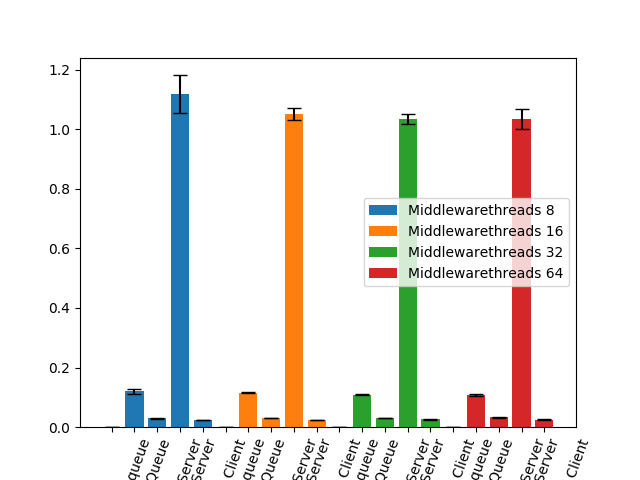 1.2
1.0
0.8
0.6
0.4
0.2
0.0
Middlewarethreads 8
Middlewarethreads 16
Middlewarethreads 32
Middlewarethreads 64
queue
Queue
Server
Server
Client
queue
Queue
Server
Server
Client
queue
Queue
Server
Server
Client
queue
Queue
Server
Server
Client